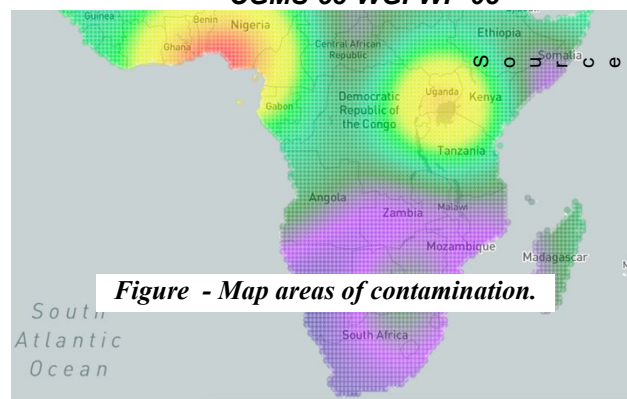 Guinea
Benin
Nigeria
Ghana
Central African
Republic
Ethiopia
Somalia
Source
Gabon
Democratic
Republic of
the Congo
Uganda
Kenya
Tanzania
Angola
Zambia
Malawi
Mozambique
Madagascar
Figure - Map areas of contamination.
South
Atlantic
Ocean
South Africa